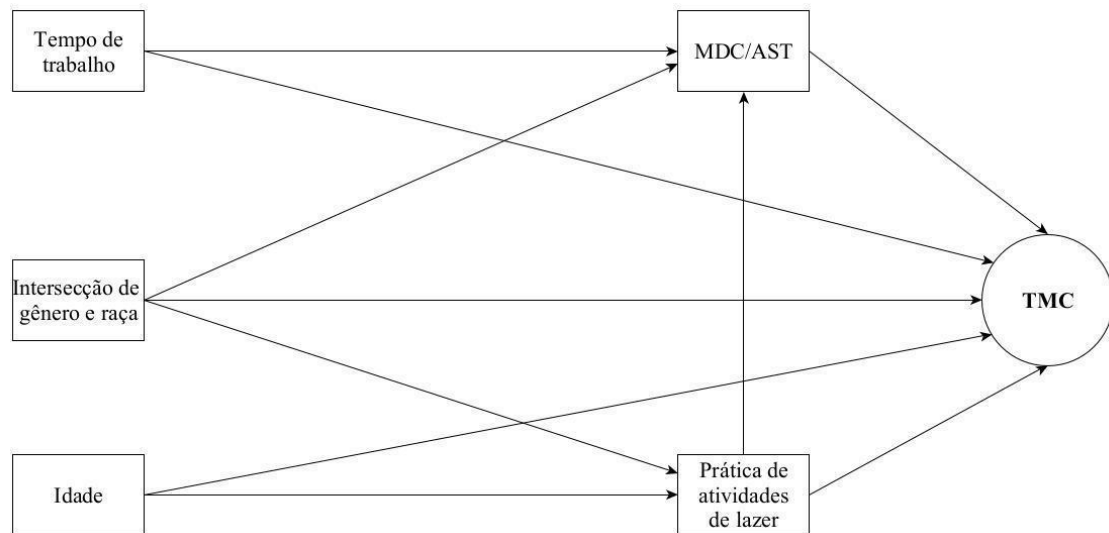 Tempo de
trabalho
MDC/AST
Intersecção de
gênero e raça
TMC
Idade
Prática de
atividades
de lazer